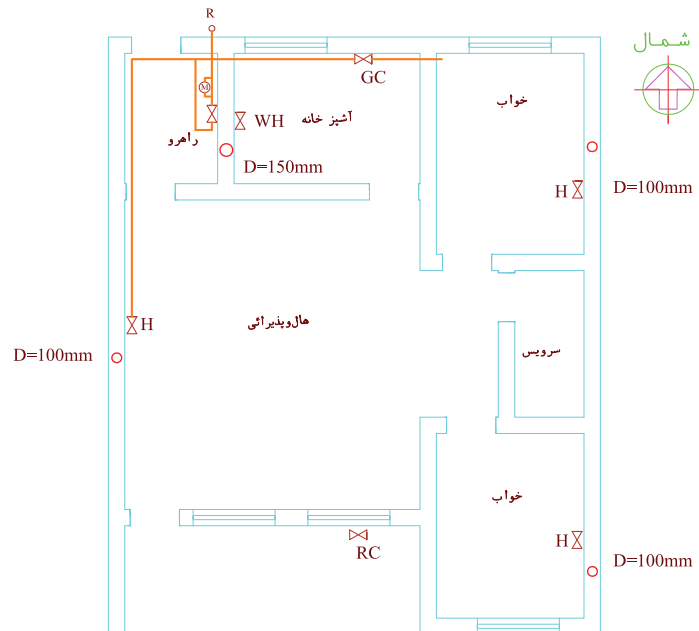 R
شمال
GC
خواب
M
WH
آشپز خانه
راهرو
D=150mm
H
D=100mm
H
هال‌وپذیرائی
سرویس
D=100mm
خواب
H
RC
D=100mm